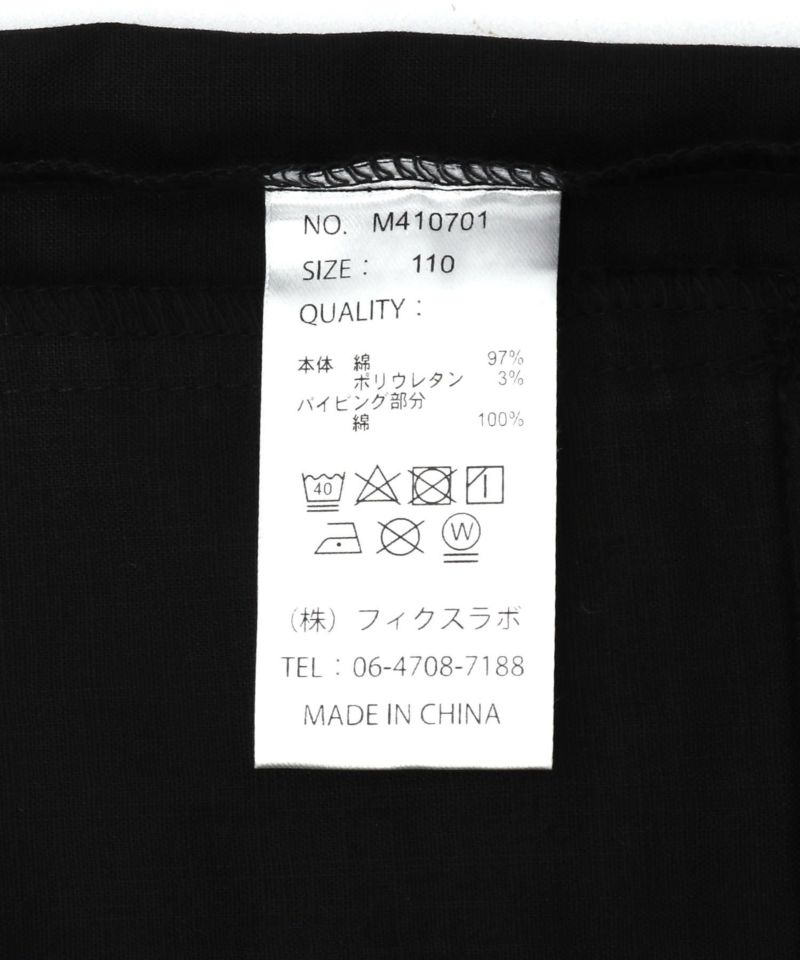 NO. M410701
SIZE : 110
QUALITY :
本体 綿 97%
ポリウレタン 3%
パイピング部分
綿 100%
40
W
(株) フィクスラボ
TEL : 06-4708-7188
MADE IN CHINA